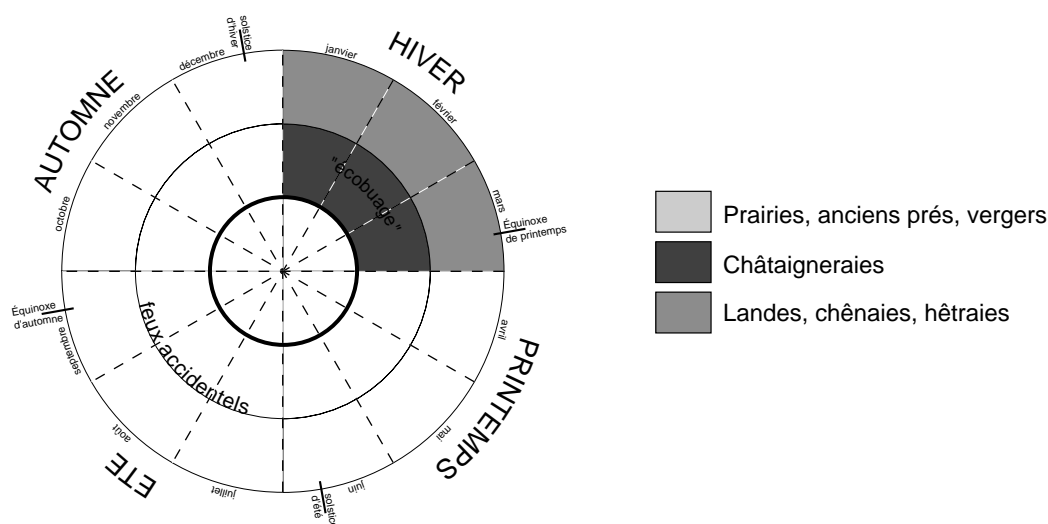 solstice
d'hiver
HIVER
janvier
février
mars
Équinoxe
de printemps
avril
PRINTEMPS
mai
juin
solstice
d'été
juillet
ETE
août
septembre
Équinoxe
d'automne
octobre
AUTOMNE
novembre
décembre
"écobuage"
feux accidentels
Prairies, anciens prés, vergers
Châtaigneraies
Landes, chênaies, hêtraies